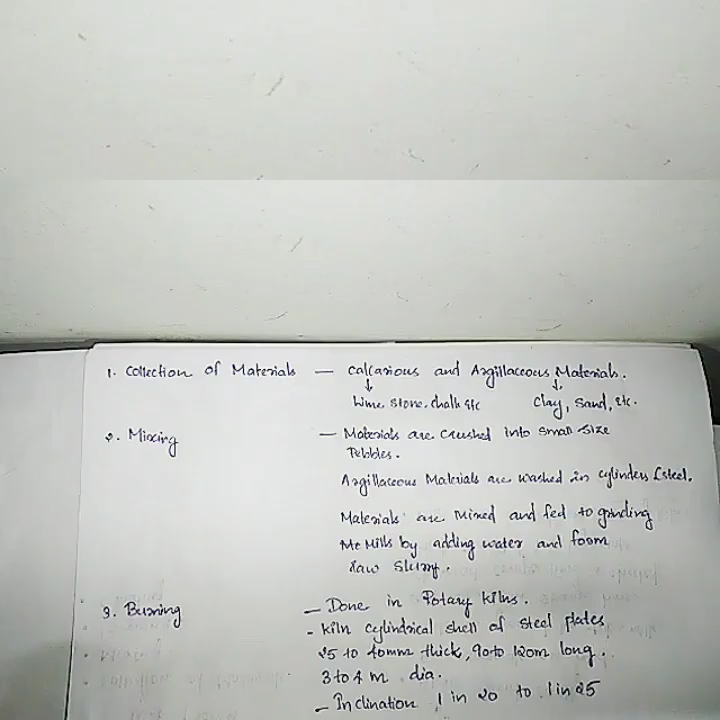 1. Collection of Materials — Calcarious and Argillaceous Materials.
↓ ↓
Lime stone, chalk etc Clay, Sand, etc.
2. Mixing — Materials are crushed into small size
Pebbles.
Argillaceous Materials are washed in cylinders (steel.
Materials are Mixed and fed to grinding
Mills by adding water and form
raw slurry.
3. Burning — Done in Rotary kilns.
- kiln cylindrical shell of steel plates
25 to 40mm thick, 90 to 120m long.
3 to 4 m dia.
— Inclination 1 in 20 to 1 in 25